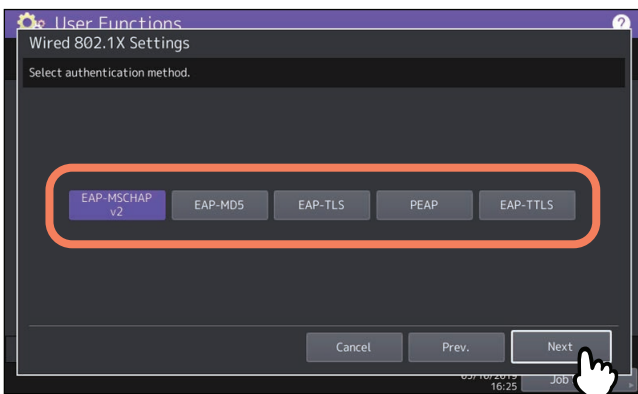 User Functions
?
Wired 802.1X Settings
Select authentication method.
EAP-MSCHAP
v2
EAP-MD5
EAP-TLS
PEAP
EAP-TTLS
Cancel
Prev.
Next
16:25
Job